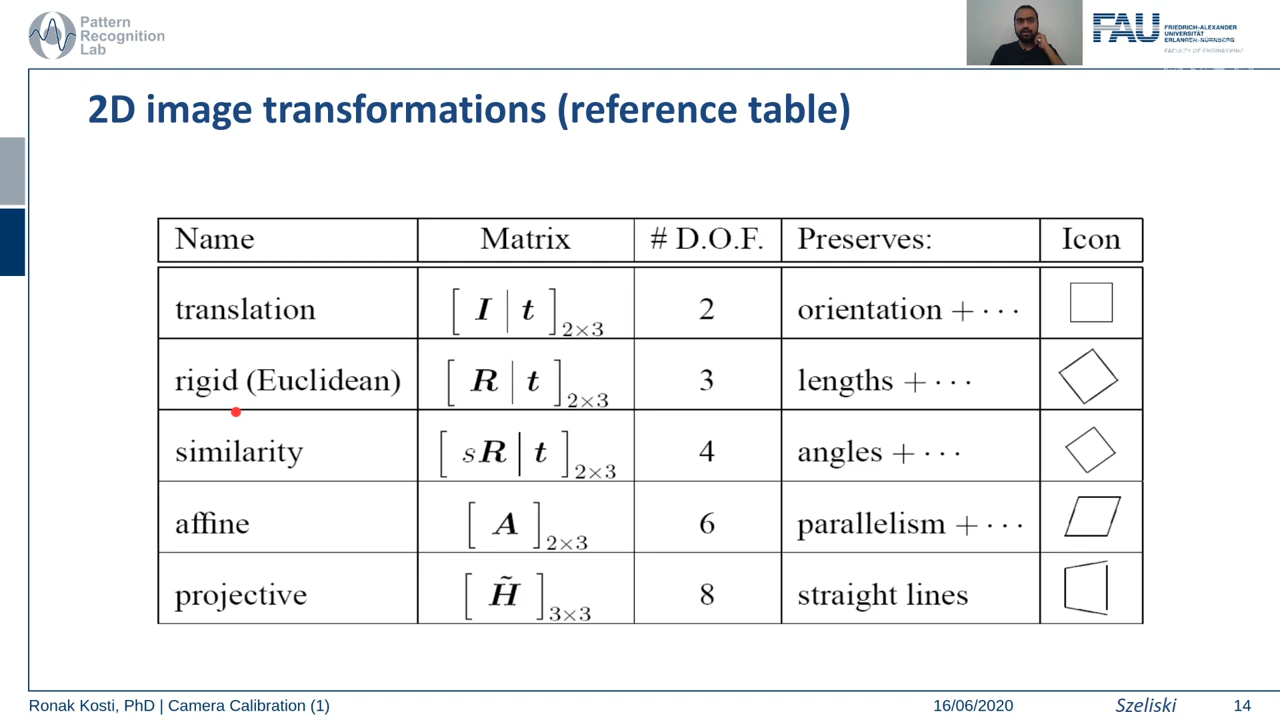 Pattern
Recognition
Lab
FAU
FRIEDRICH-ALEXANDER
UNIVERSITÄT
ERLANGEN-NÜRNBERG
FACULTY OF ENGINEERING
2D image transformations (reference table)
Name Matrix # D.O.F. Preserves: Icon
translation [ I | t ]2×3 2 orientation + ···
rigid (Euclidean) [ R | t ]2×3 3 lengths + ···
similarity [ sR | t ]2×3 4 angles + ···
affine [ A ]2×3 6 parallelism + ···
projective [ H̃ ]3×3 8 straight lines
Ronak Kosti, PhD | Camera Calibration (1) 16/06/2020 Szeliski 14